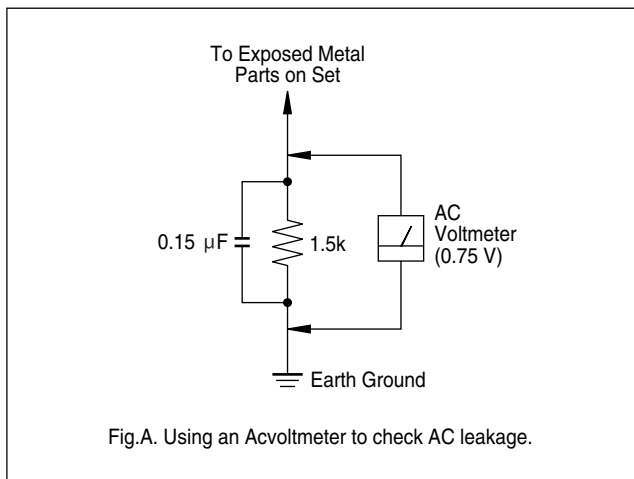 To Exposed Metal
Parts on Set
0.15 μF
1.5k
AC
Voltmeter
(0.75 V)
Earth Ground
Fig.A. Using an Acvoltmeter to check AC leakage.